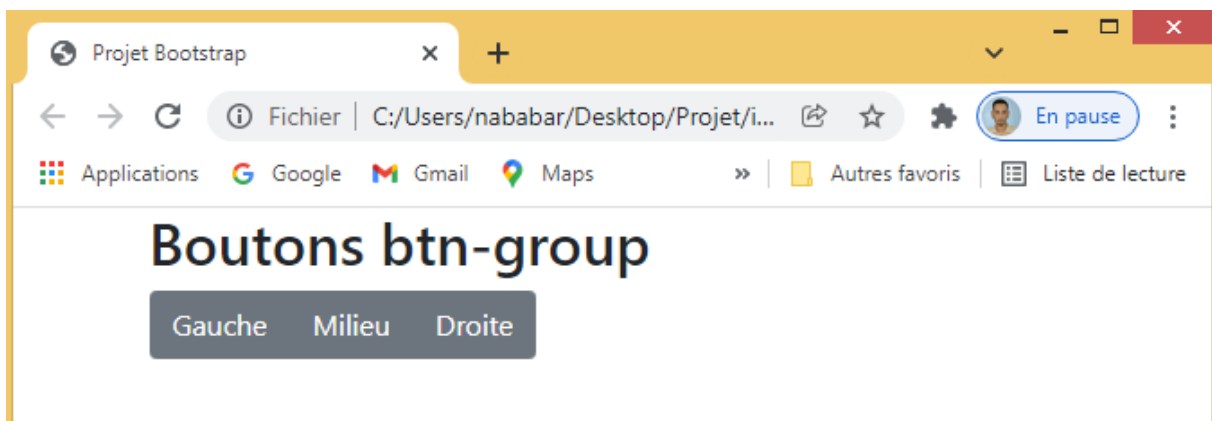 Projet Bootstrap
Fichier C:/Users/nababar/Desktop/Projet/i... En pause
Applications Google Gmail Maps » Autres favoris Liste de lecture
Boutons btn-group
Gauche Milieu Droite